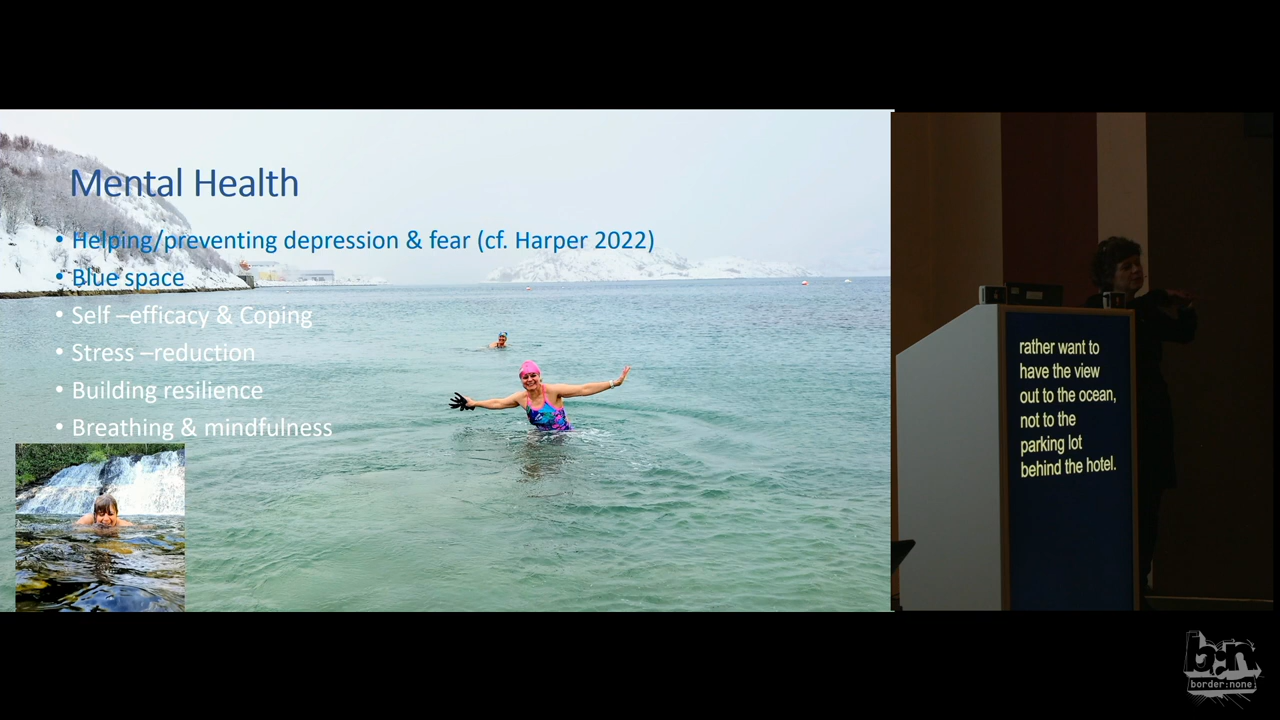 Mental Health
• Helping/preventing depression & fear (cf. Harper 2022)
• Blue space
• Self –efficacy & Coping
• Stress –reduction
• Building resilience
• Breathing & mindfulness
rather want to
have the view
out to the ocean,
not to the
parking lot
behind the hotel.
b:n
border:none